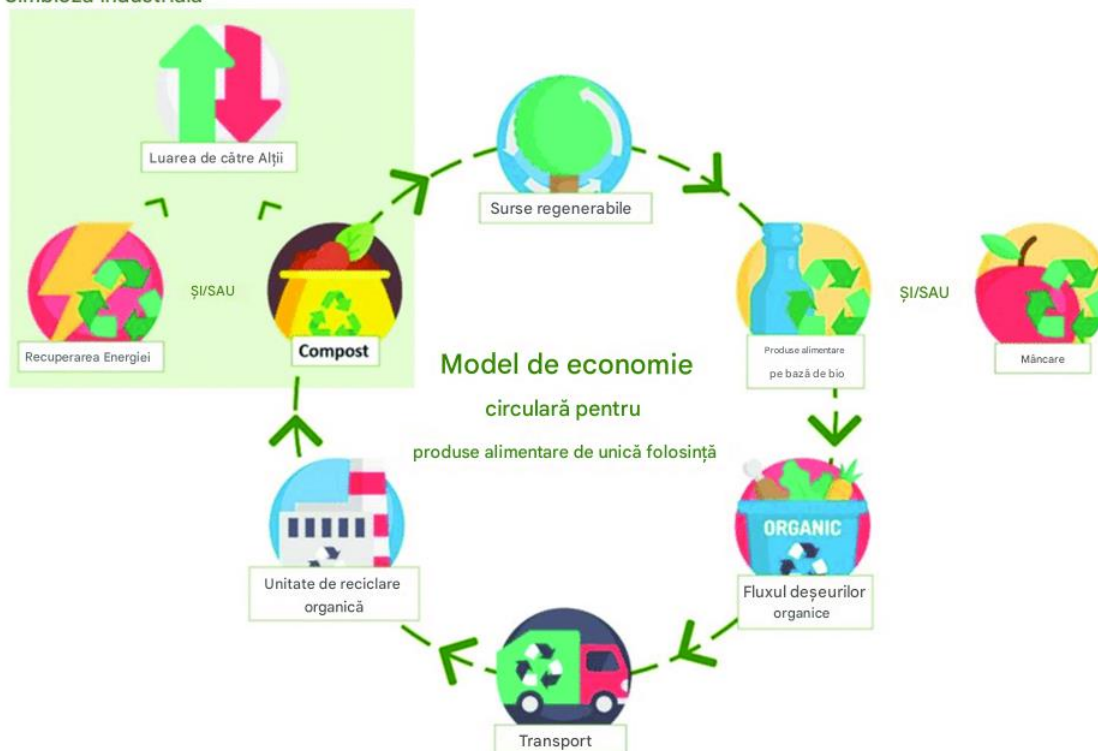 Simbioza industrială
Luarea de către Alții
Surse regenerabile
Recuperarea Energiei
ȘI/SAU
Compost
Produse alimentare
pe bază de bio
ȘI/SAU
Mâncare
Model de economie
circulară pentru
produse alimentare de unică folosință
ORGANIC
Unitate de reciclare
organică
Fluxul deșeurilor
organice
Transport